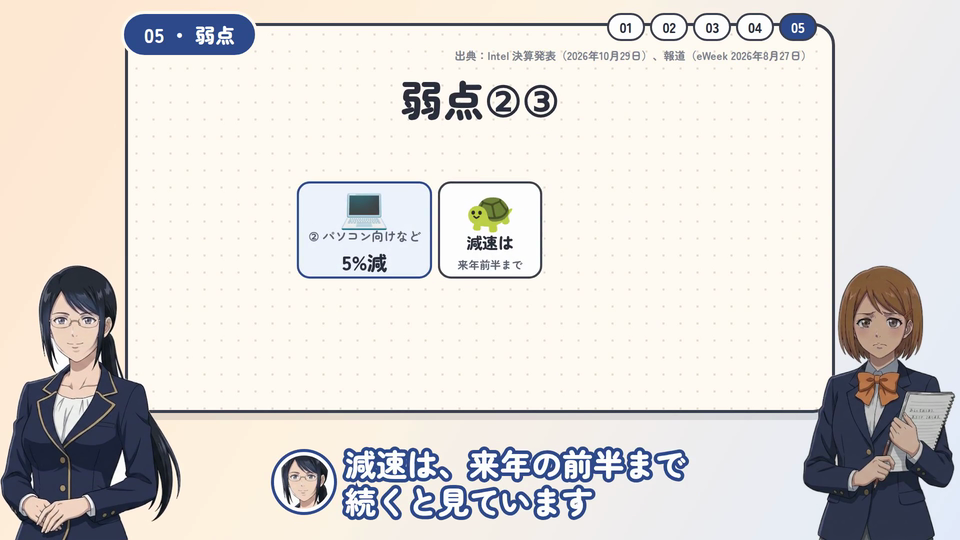 05 ・ 弱点
01 02 03 04 05
出典：Intel 決算発表（2026年10月29日）、報道（eWeek 2026年8月27日）
弱点②③
② パソコン向けなど
5%減
減速は
来年前半まで
減速は、来年の前半まで
続くと見ています